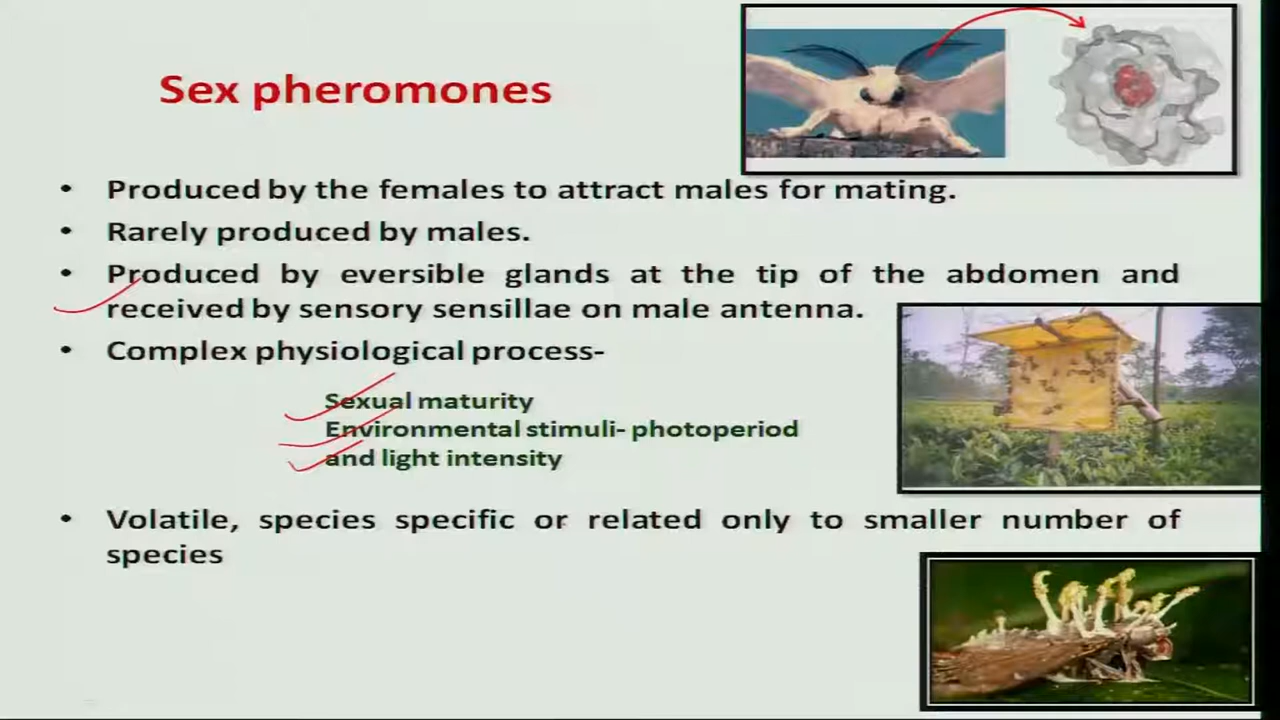 Sex pheromones
• Produced by the females to attract males for mating.
• Rarely produced by males.
• Produced by eversible glands at the tip of the abdomen and
received by sensory sensillae on male antenna.
• Complex physiological process-
Sexual maturity
Environmental stimuli- photoperiod
and light intensity
• Volatile, species specific or related only to smaller number of
species